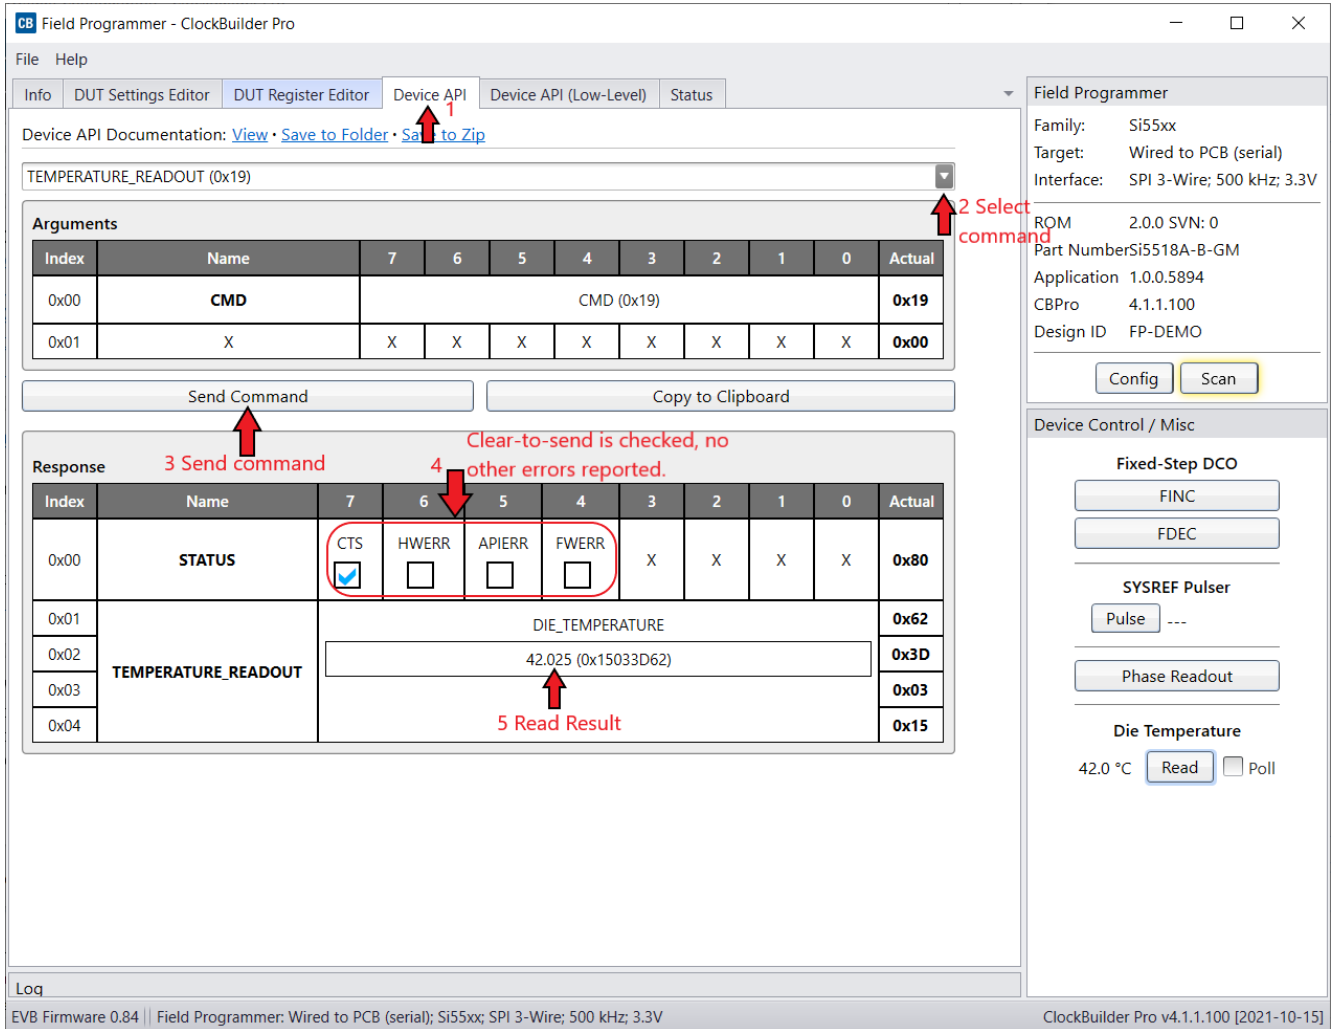 CB Field Programmer - ClockBuilder Pro
File Help
Info DUT Settings Editor DUT Register Editor Device API Device API (Low-Level) Status
1
Device API Documentation: View · Save to Folder · Save to Zip
TEMPERATURE_READOUT (0x19)
2 Select
command
Arguments
Index Name 7 6 5 4 3 2 1 0 Actual
0x00 CMD CMD (0x19) 0x19
0x01 X X X X X X X X X 0x00
Send Command Copy to Clipboard
3 Send command
4 Clear-to-send is checked, no
other errors reported.
Response
Index Name 7 6 5 4 3 2 1 0 Actual
CTS HWERR APIERR FWERR
0x00 STATUS X X X X 0x80
0x01 DIE_TEMPERATURE 0x62
0x02 42.025 (0x15033D62) 0x3D
TEMPERATURE_READOUT
0x03 0x03
0x04 5 Read Result 0x15
Field Programmer
Family: Si55xx
Target: Wired to PCB (serial)
Interface: SPI 3-Wire; 500 kHz; 3.3V
ROM 2.0.0 SVN: 0
Part Number Si5518A-B-GM
Application 1.0.0.5894
CBPro 4.1.1.100
Design ID FP-DEMO
Config Scan
Device Control / Misc
Fixed-Step DCO
FINC
FDEC
SYSREF Pulser
Pulse ---
Phase Readout
Die Temperature
42.0 °C Read Poll
Log
EVB Firmware 0.84 || Field Programmer: Wired to PCB (serial); Si55xx; SPI 3-Wire; 500 kHz; 3.3V ClockBuilder Pro v4.1.1.100 [2021-10-15]